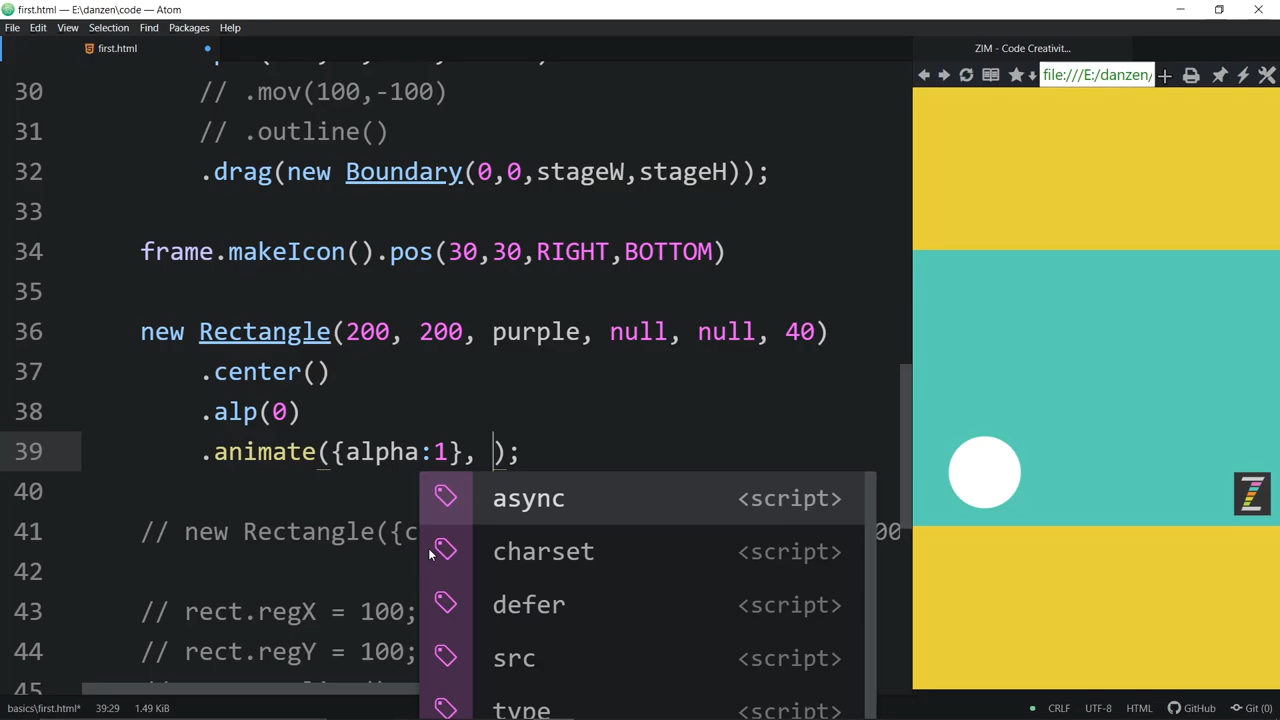 first.html — E:\danzen\code — Atom
File Edit View Selection Find Packages Help
first.html
ZIM - Code Creativit...
file:///E:/danzen/
30 // .mov(100,-100)
31 // .outline()
32 .drag(new Boundary(0,0,stageW,stageH));
33
34 frame.makeIcon().pos(30,30,RIGHT,BOTTOM)
35
36 new Rectangle(200, 200, purple, null, null, 40)
37 .center()
38 .alp(0)
39 .animate({alpha:1}, );
40
async <script>
41 // new Rectangle({c 00
charset <script>
42
defer <script>
43 // rect.regX = 100;
44 // rect.regY = 100;
src <script>
45
type
basics\first.html* 39:29 1.49 KiB CRLF UTF-8 HTML GitHub Git (0)